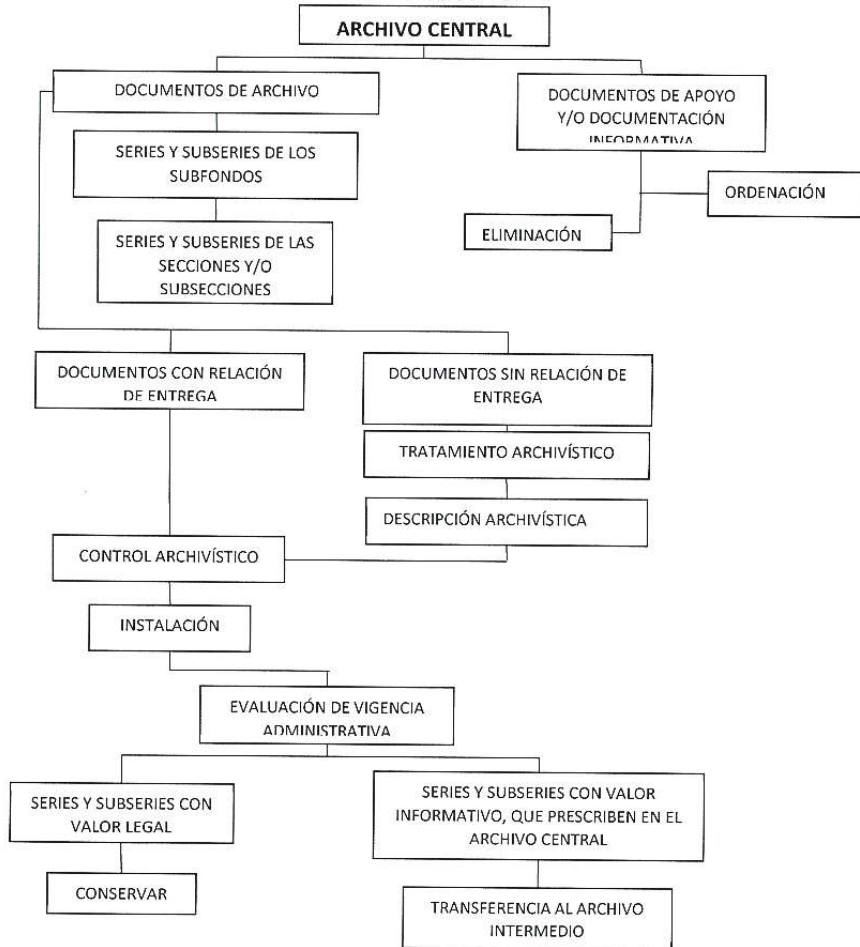 ARCHIVO CENTRAL
DOCUMENTOS DE ARCHIVO
DOCUMENTOS DE APOYO
Y/O DOCUMENTACIÓN
INFORMATIVA
SERIES Y SUBSERIES DE LOS
SUBFONDOS
ORDENACIÓN
ELIMINACIÓN
SERIES Y SUBSERIES DE LAS
SECCIONES Y/O
SUBSECCIONES
DOCUMENTOS CON RELACIÓN
DE ENTREGA
DOCUMENTOS SIN RELACIÓN DE
ENTREGA
TRATAMIENTO ARCHIVÍSTICO
DESCRIPCIÓN ARCHIVÍSTICA
CONTROL ARCHIVÍSTICO
INSTALACIÓN
EVALUACIÓN DE VIGENCIA
ADMINISTRATIVA
SERIES Y SUBSERIES CON
VALOR LEGAL
SERIES Y SUBSERIES CON VALOR
INFORMATIVO, QUE PRESCRIBEN EN EL
ARCHIVO CENTRAL
CONSERVAR
TRANSFERENCIA AL ARCHIVO
INTERMEDIO